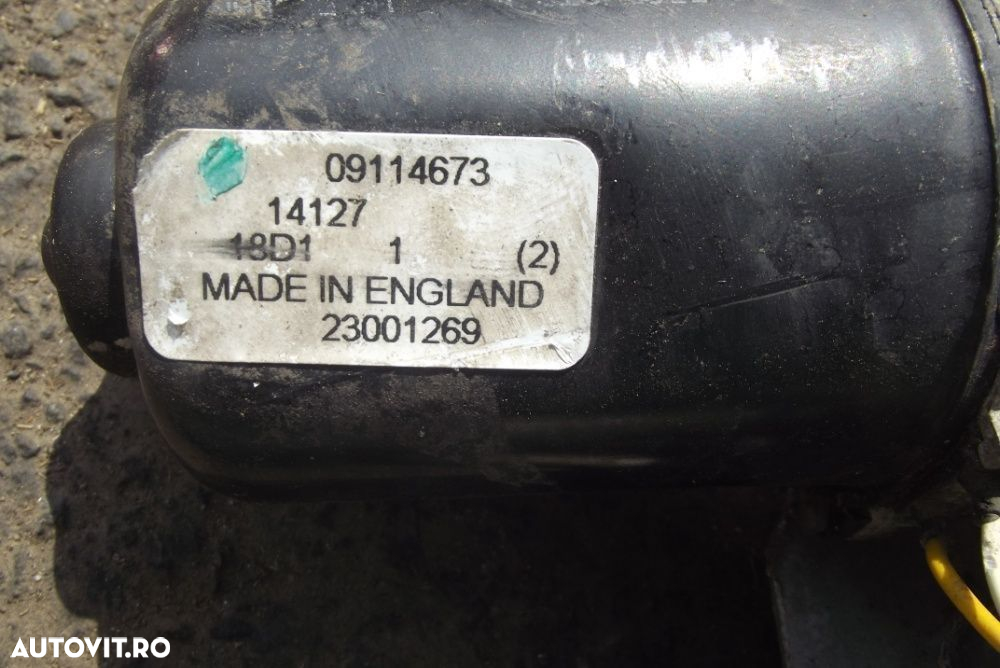 09114673
14127
18D1 1 (2)
MADE IN ENGLAND
23001269
AUTOVIT.RO